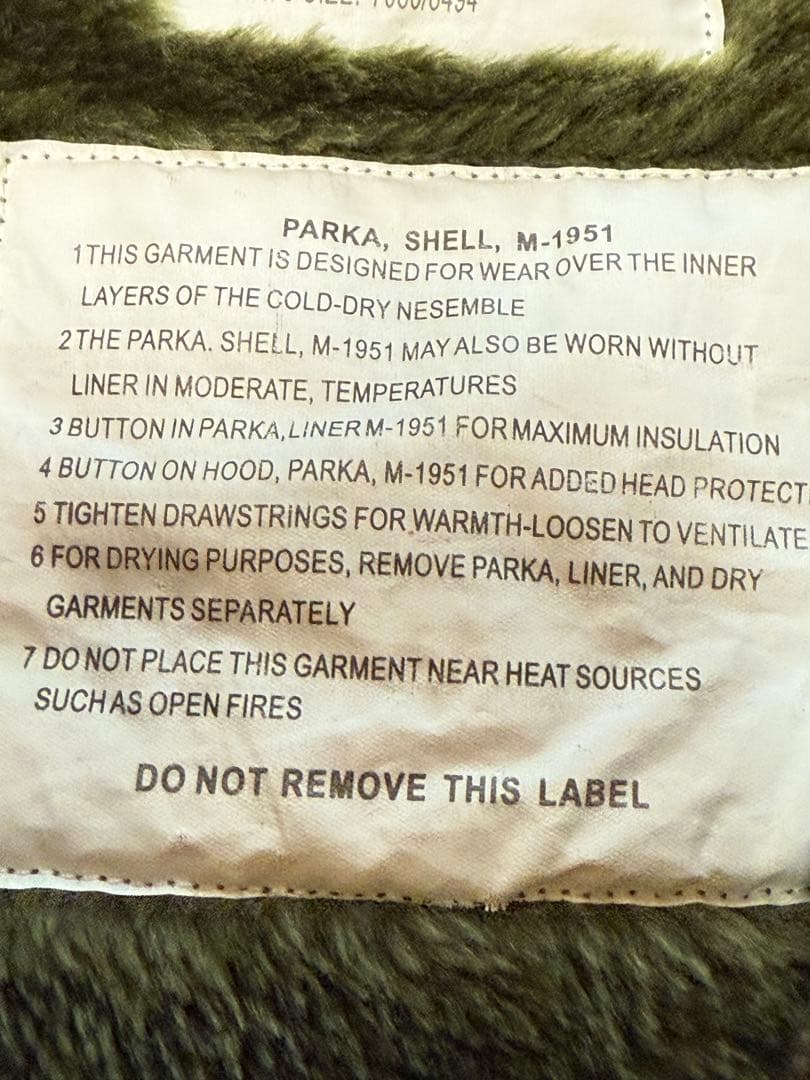 PARKA, SHELL, M-1951
1 THIS GARMENT IS DESIGNED FOR WEAR OVER THE INNER
LAYERS OF THE COLD-DRY NESEMBLE
2 THE PARKA. SHELL, M-1951 MAY ALSO BE WORN WITHOUT
LINER IN MODERATE, TEMPERATURES
3 BUTTON IN PARKA, LINER M-1951 FOR MAXIMUM INSULATION
4 BUTTON ON HOOD, PARKA, M-1951 FOR ADDED HEAD PROTECT
5 TIGHTEN DRAWSTRINGS FOR WARMTH-LOOSEN TO VENTILATE
6 FOR DRYING PURPOSES, REMOVE PARKA, LINER, AND DRY
GARMENTS SEPARATELY
7 DO NOT PLACE THIS GARMENT NEAR HEAT SOURCES
SUCH AS OPEN FIRES
DO NOT REMOVE THIS LABEL